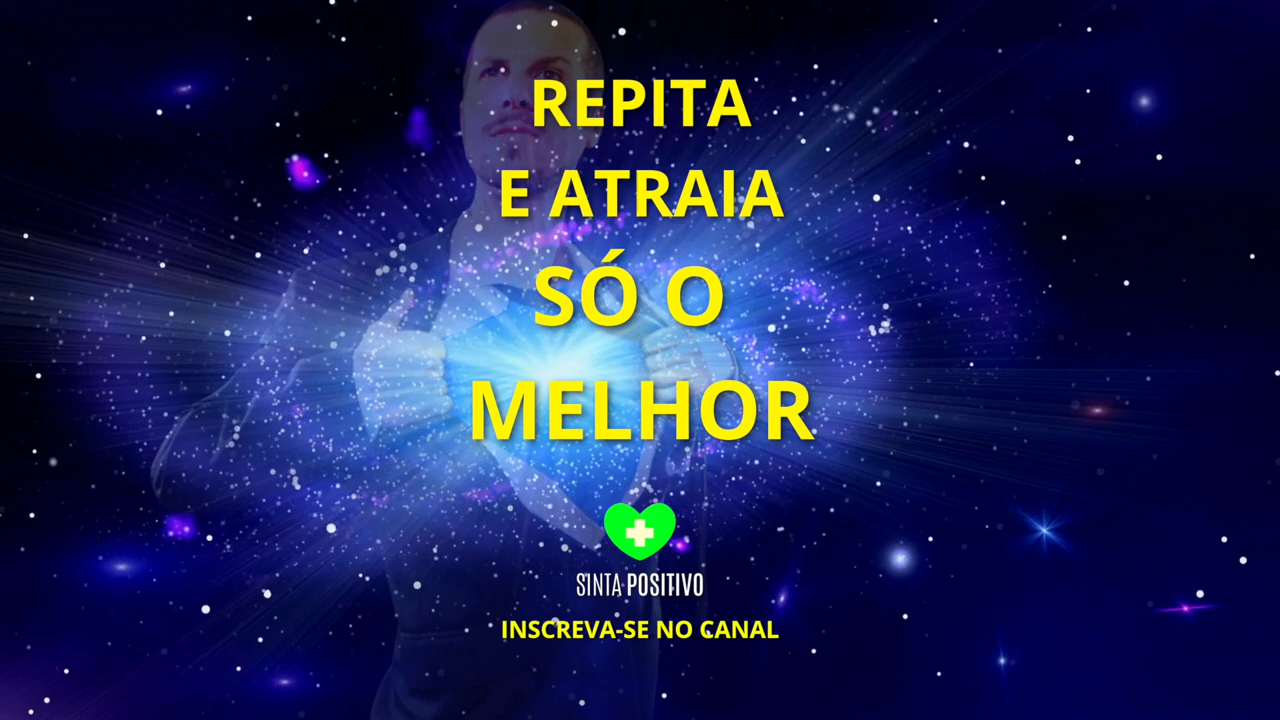 REPITA
E ATRAIA
SÓ O
MELHOR
SINTA POSITIVO
INSCREVA-SE NO CANAL